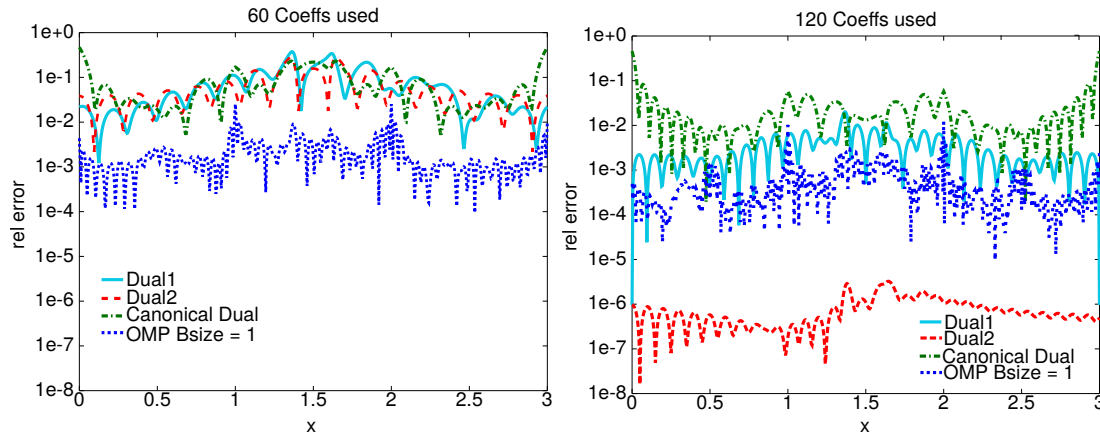 60 Coeffs used
1e+0
1e-1
1e-2
1e-3
1e-4
1e-5
1e-6
1e-7
1e-8
rel error
Dual1
Dual2
Canonical Dual
OMP Bsize = 1
0 0.5 1 1.5 2 2.5 3
x
120 Coeffs used
1e+0
1e-1
1e-2
1e-3
1e-4
1e-5
1e-6
1e-7
1e-8
rel error
Dual1
Dual2
Canonical Dual
OMP Bsize = 1
0 0.5 1 1.5 2 2.5 3
x